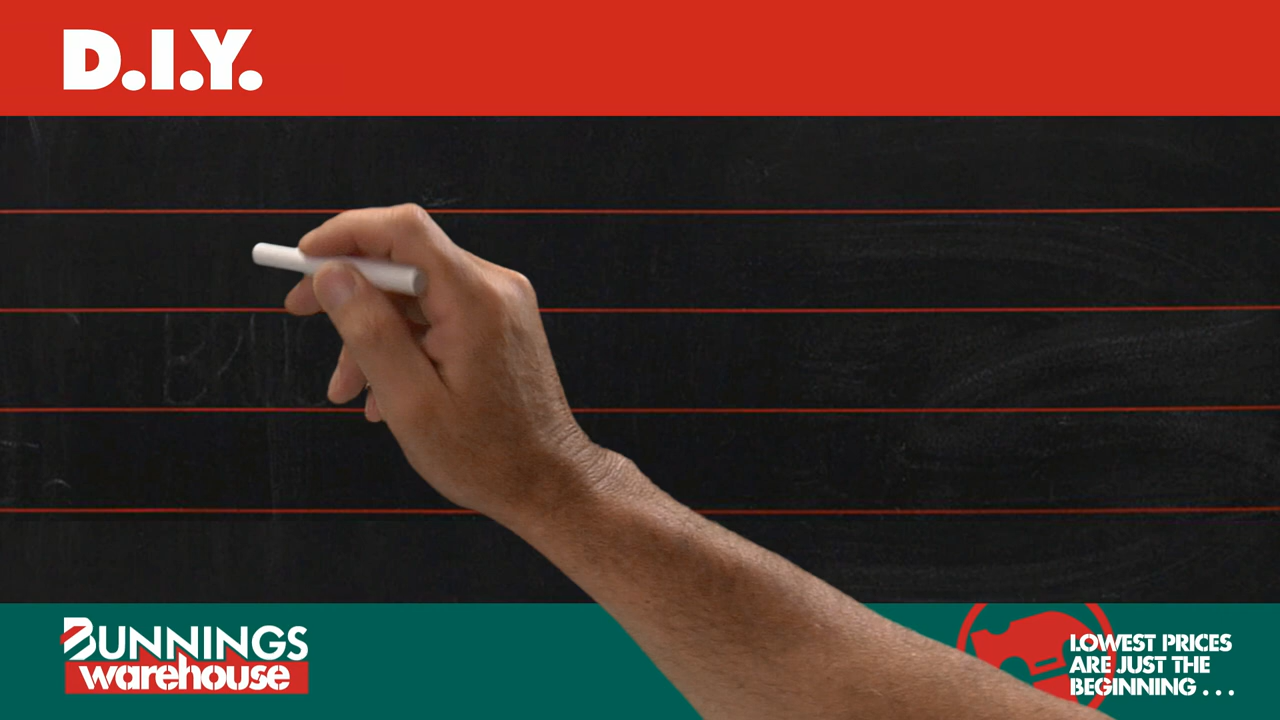 D.I.Y.
BUNNINGS
warehouse
LOWEST PRICES
ARE JUST THE
BEGINNING...